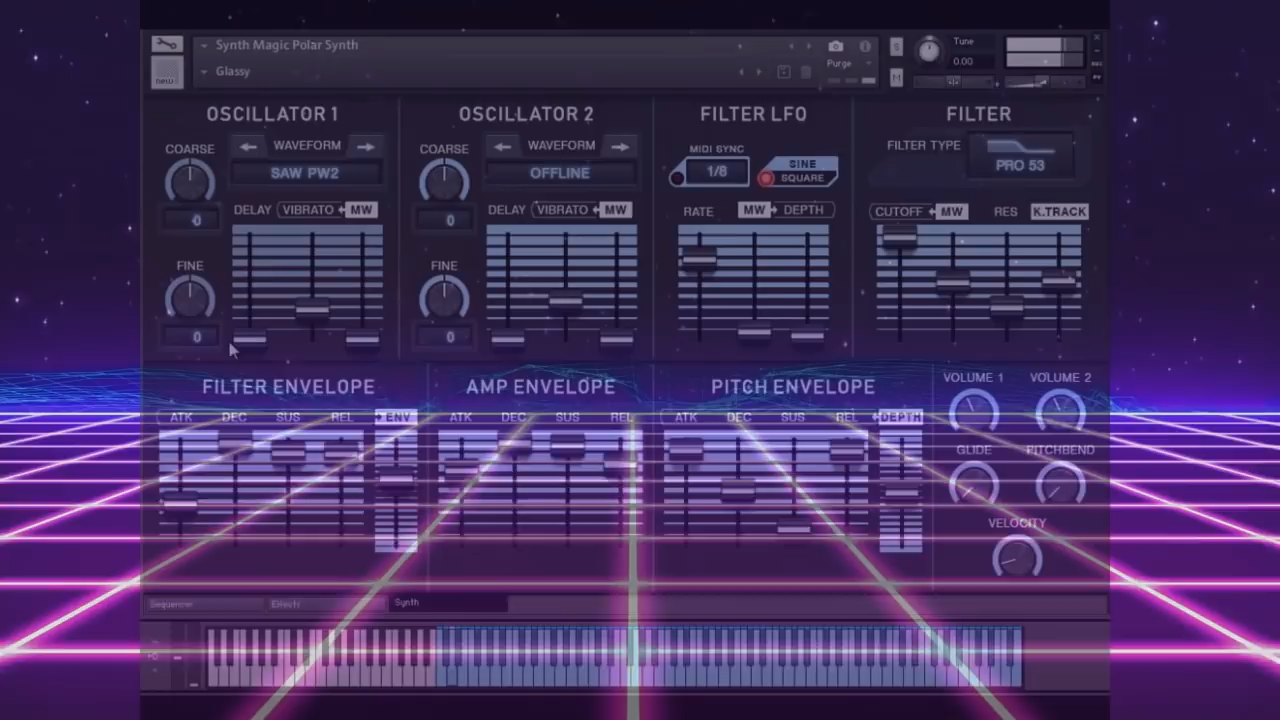 Synth Magic Polar Synth
Glassy
Purge
S
M
Tune
0.00
OSCILLATOR 1
COARSE
WAVEFORM
SAW PW2
0
DELAY VIBRATO MW
FINE
0
OSCILLATOR 2
COARSE
WAVEFORM
OFFLINE
0
DELAY VIBRATO MW
FINE
0
FILTER LFO
MIDI SYNC
1/8
SINE
SQUARE
RATE MW DEPTH
FILTER
FILTER TYPE
PRO 53
CUTOFF MW RES K.TRACK
FILTER ENVELOPE
ATK DEC SUS REL ENV
AMP ENVELOPE
ATK DEC SUS REL
PITCH ENVELOPE
ATK DEC SUS REL DEPTH
VOLUME 1 VOLUME 2
GLIDE PITCHBEND
VELOCITY
Sequencer Effects Synth